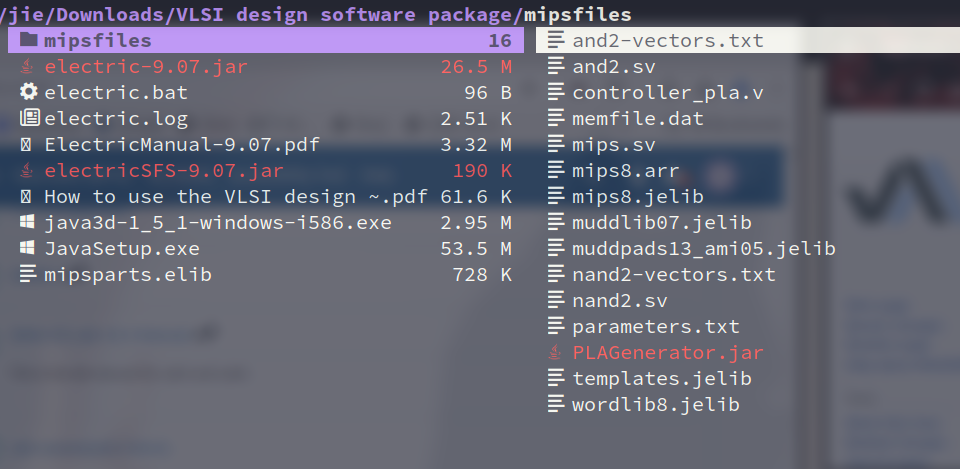 /jie/Downloads/VLSI design software package/mipsfiles
mipsfiles 16
electric-9.07.jar 26.5 M
electric.bat 96 B
electric.log 2.51 K
ElectricManual-9.07.pdf 3.32 M
electricSFS-9.07.jar 190 K
How to use the VLSI design ~.pdf 61.6 K
java3d-1_5_1-windows-i586.exe 2.95 M
JavaSetup.exe 53.5 M
mipsparts.elib 728 K
and2-vectors.txt
and2.sv
controller_pla.v
memfile.dat
mips.sv
mips8.arr
mips8.jelib
muddlib07.jelib
muddpads13_ami05.jelib
nand2-vectors.txt
nand2.sv
parameters.txt
PLAGenerator.jar
templates.jelib
wordlib8.jelib